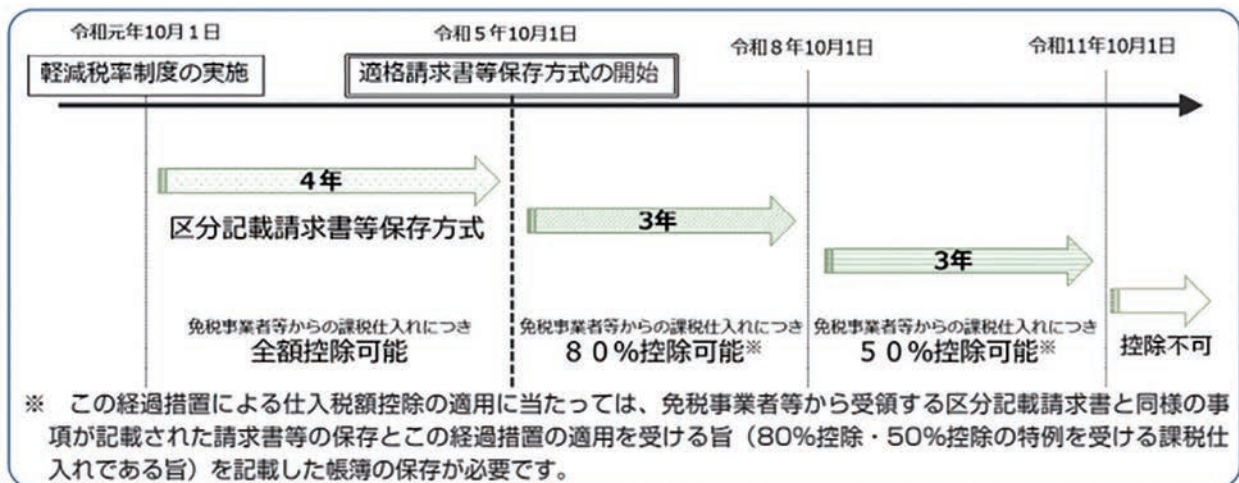 令和元年10月1日
令和5年10月1日
令和8年10月1日
令和11年10月1日
軽減税率制度の実施
適格請求書等保存方式の開始
4年
区分記載請求書等保存方式
3年
3年
免税事業者等からの課税仕入れにつき
全額控除可能
免税事業者等からの課税仕入れにつき
80%控除可能※
免税事業者等からの課税仕入れにつき
50%控除可能※
控除不可
※ この経過措置による仕入税額控除の適用に当たっては、免税事業者等から受領する区分記載請求書と同様の事
項が記載された請求書等の保存とこの経過措置の適用を受ける旨(80%控除・50%控除の特例を受ける課税仕
入れである旨)を記載した帳簿の保存が必要です。